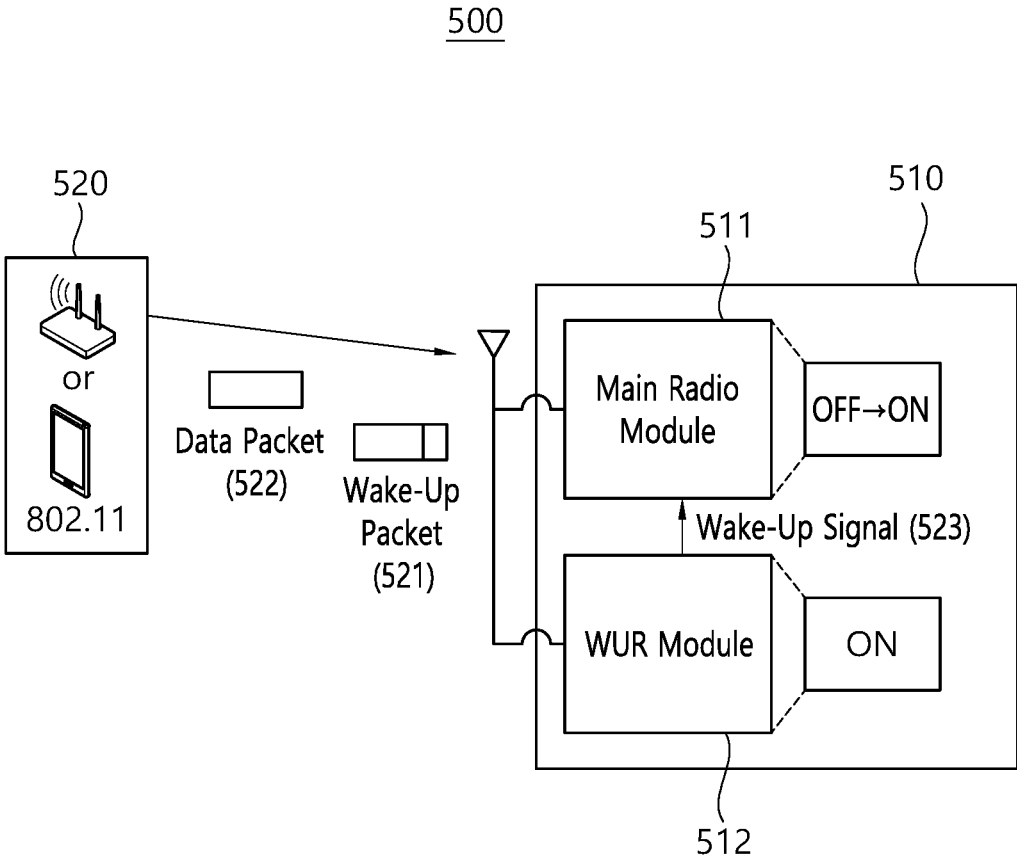 500
520
510
511
or
802.11
Data Packet
(522)
Wake-Up
Packet
(521)
Main Radio
Module
OFF→ON
Wake-Up Signal (523)
WUR Module
ON
512